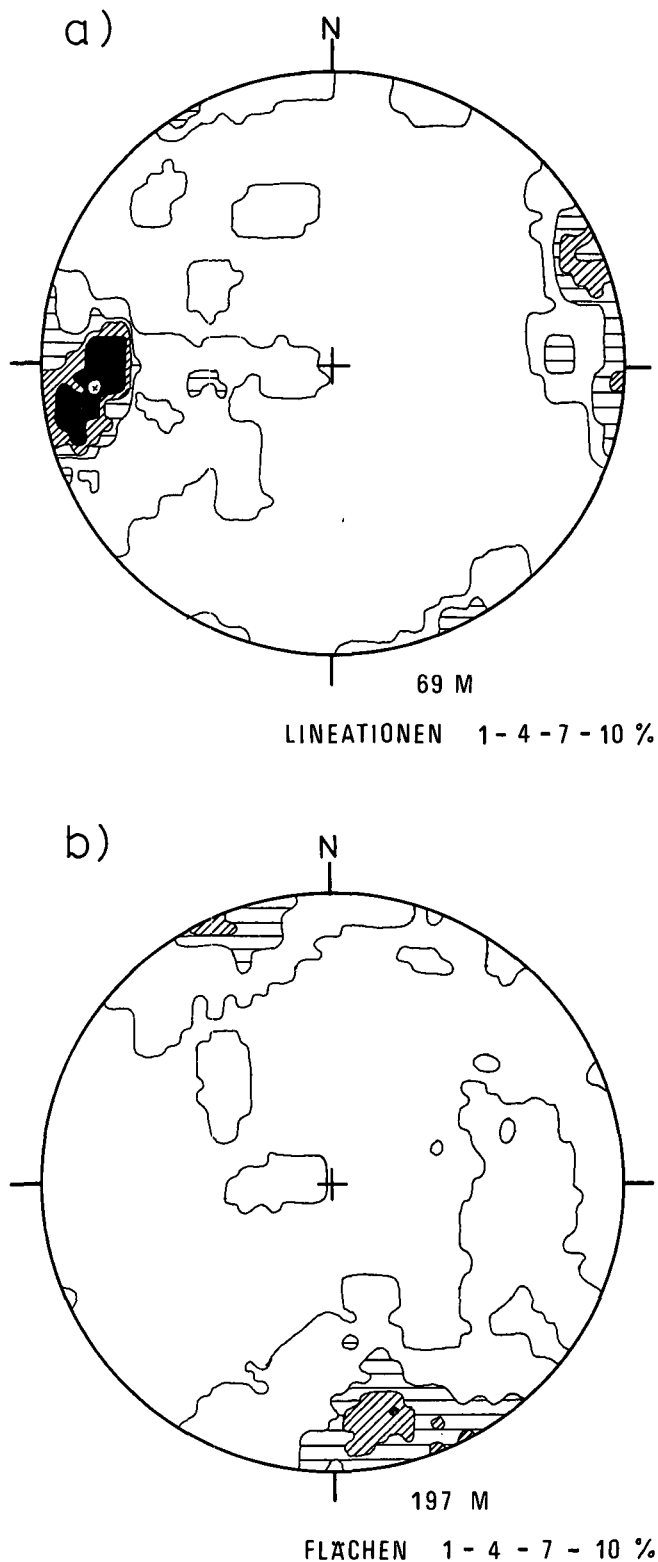 a)
N
69 M
LINEATIONEN 1 - 4 - 7 - 10 %
b)
N
197 M
FLÄCHEN 1 - 4 - 7 - 10 %